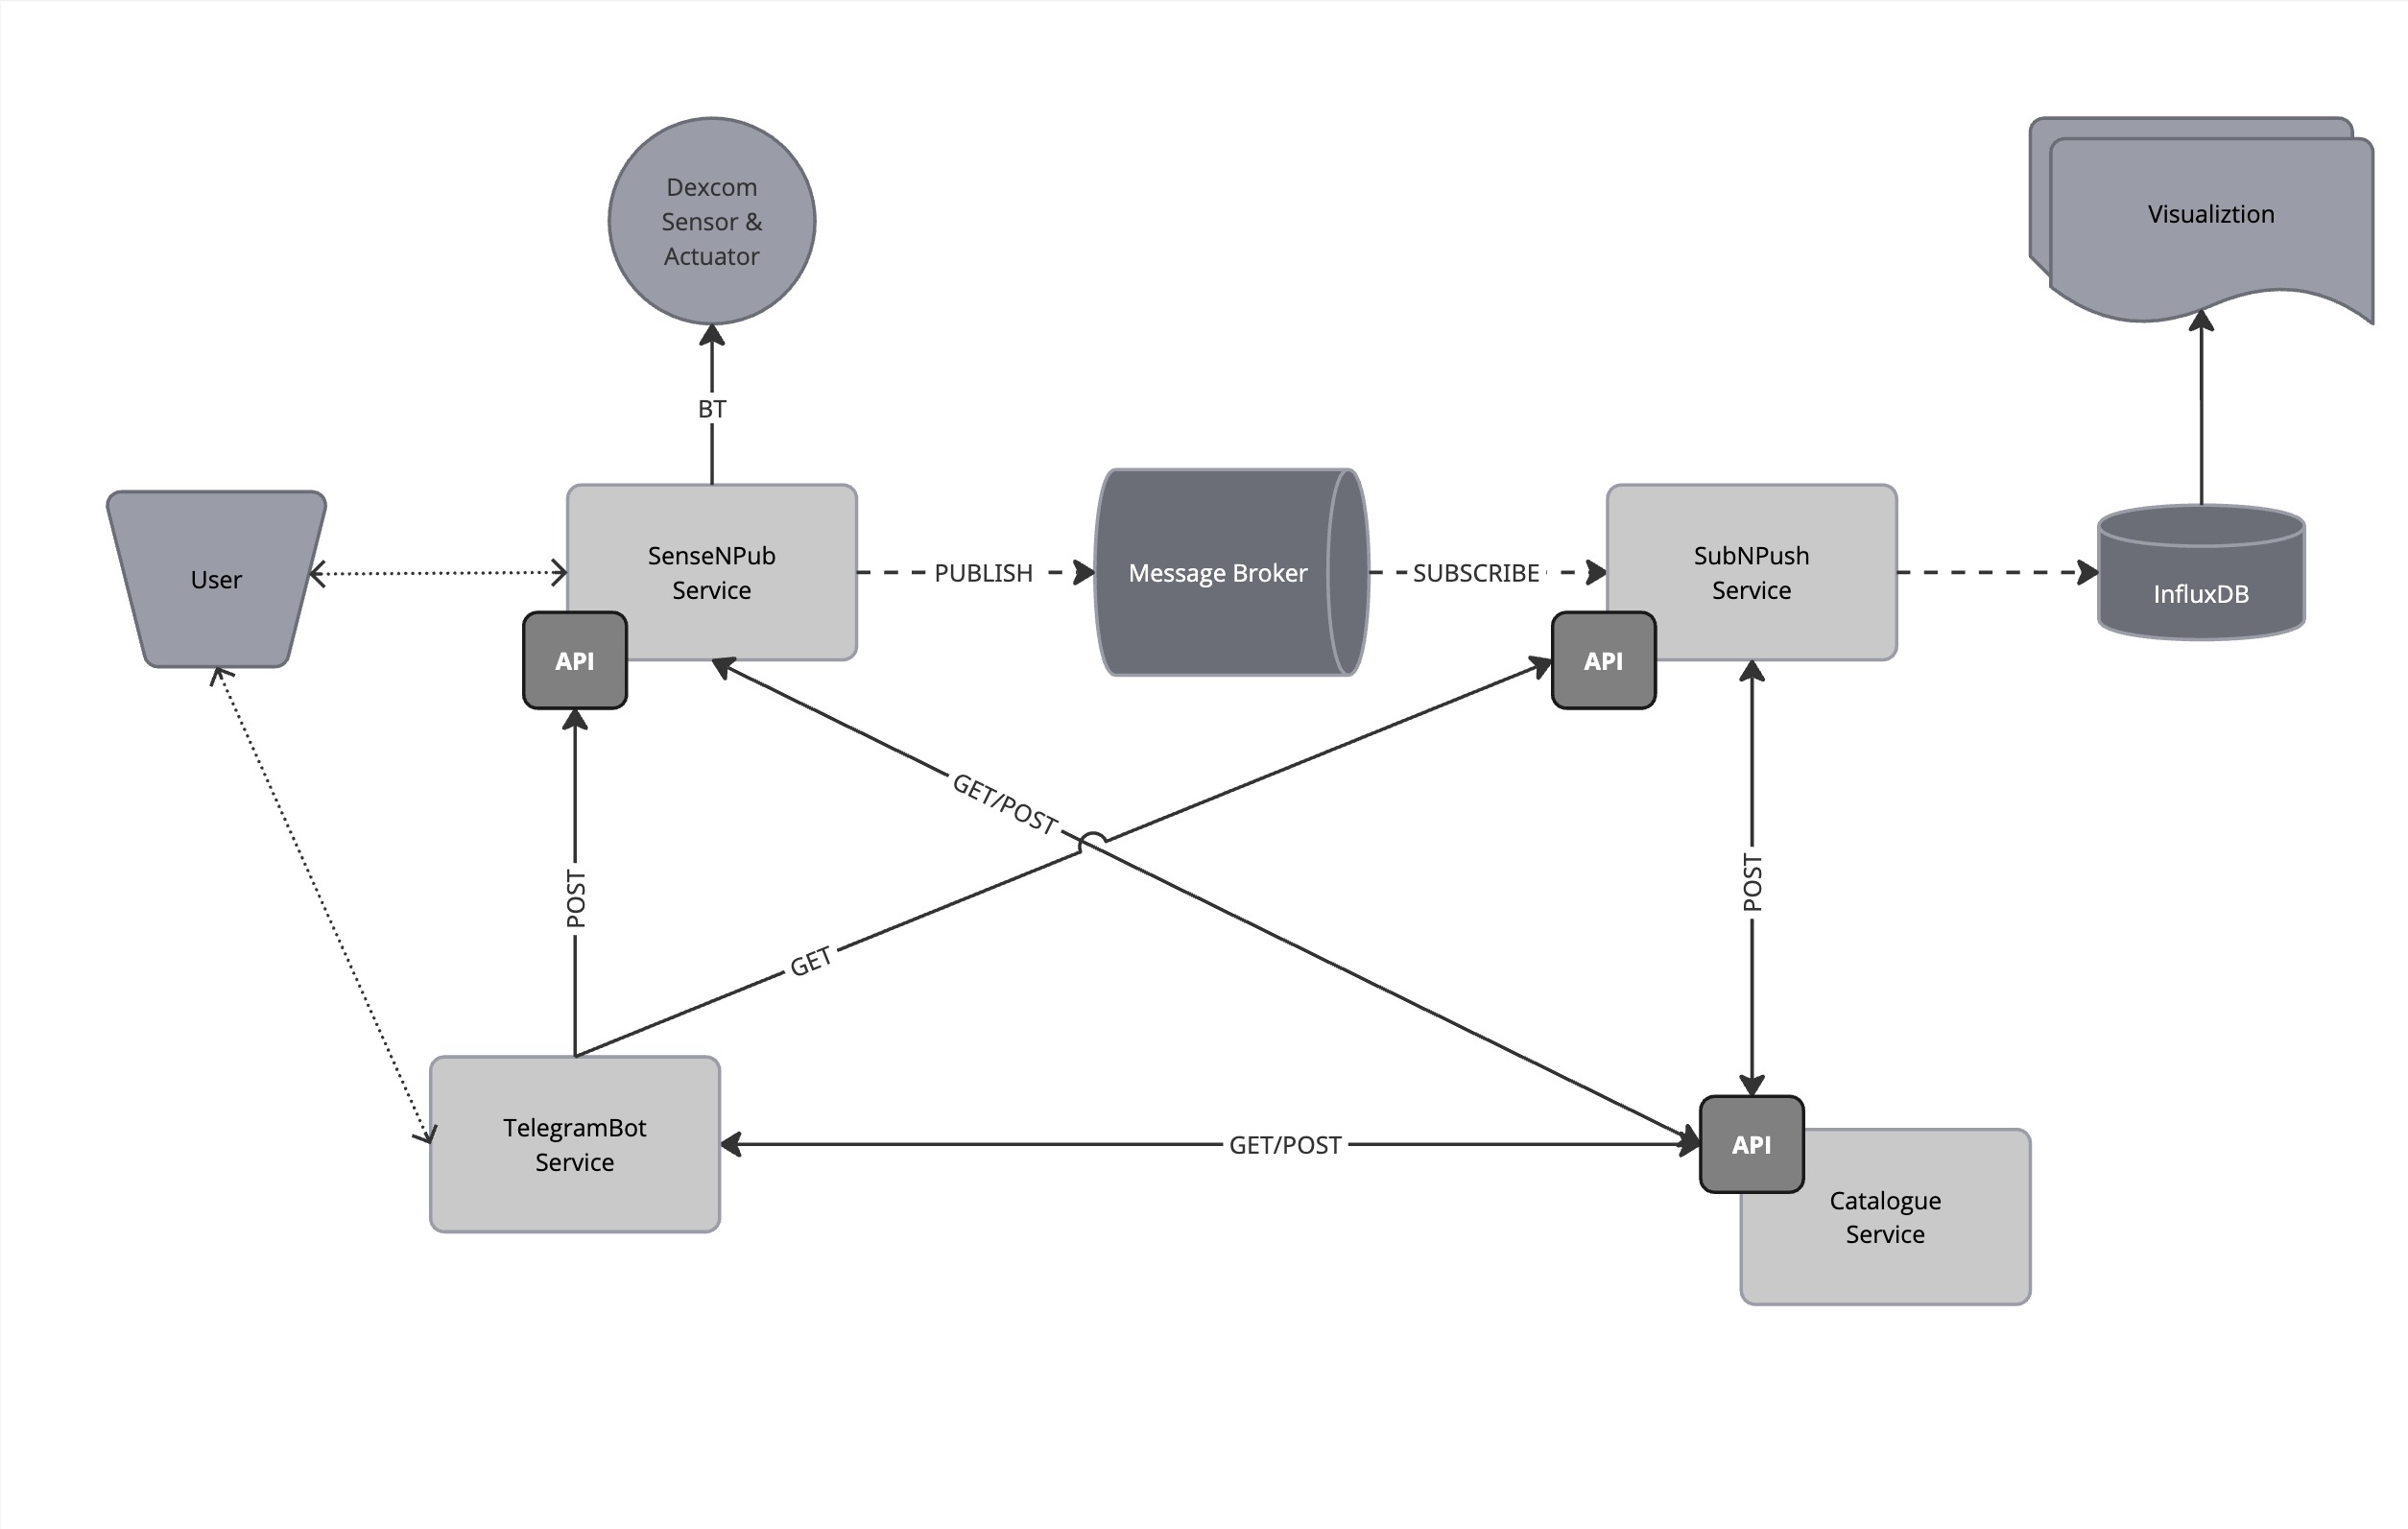 Dexcom
Sensor &
Actuator
Visualiztion
BT
User
SenseNPub
Service
PUBLISH
Message Broker
SUBSCRIBE
SubNPush
Service
InfluxDB
API
API
GET/POST
POST
POST
GET
TelegramBot
Service
GET/POST
API
Catalogue
Service